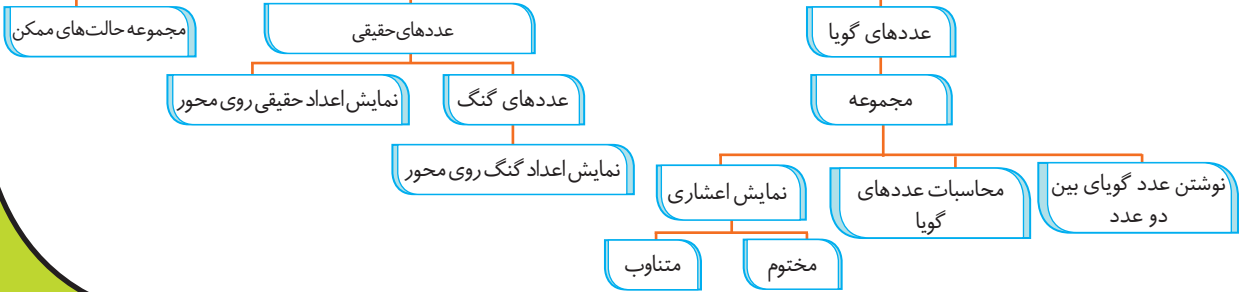 عددهای گویا
عددهای حقیقی
مجموعه حالت‌های ممکن
مجموعه
عددهای گنگ
نمایش اعداد حقیقی روی محور
نمایش اعداد گنگ روی محور
نوشتن عدد گویای بین
دو عدد
محاسبات عددهای
گویا
نمایش اعشاری
مختوم
متناوب